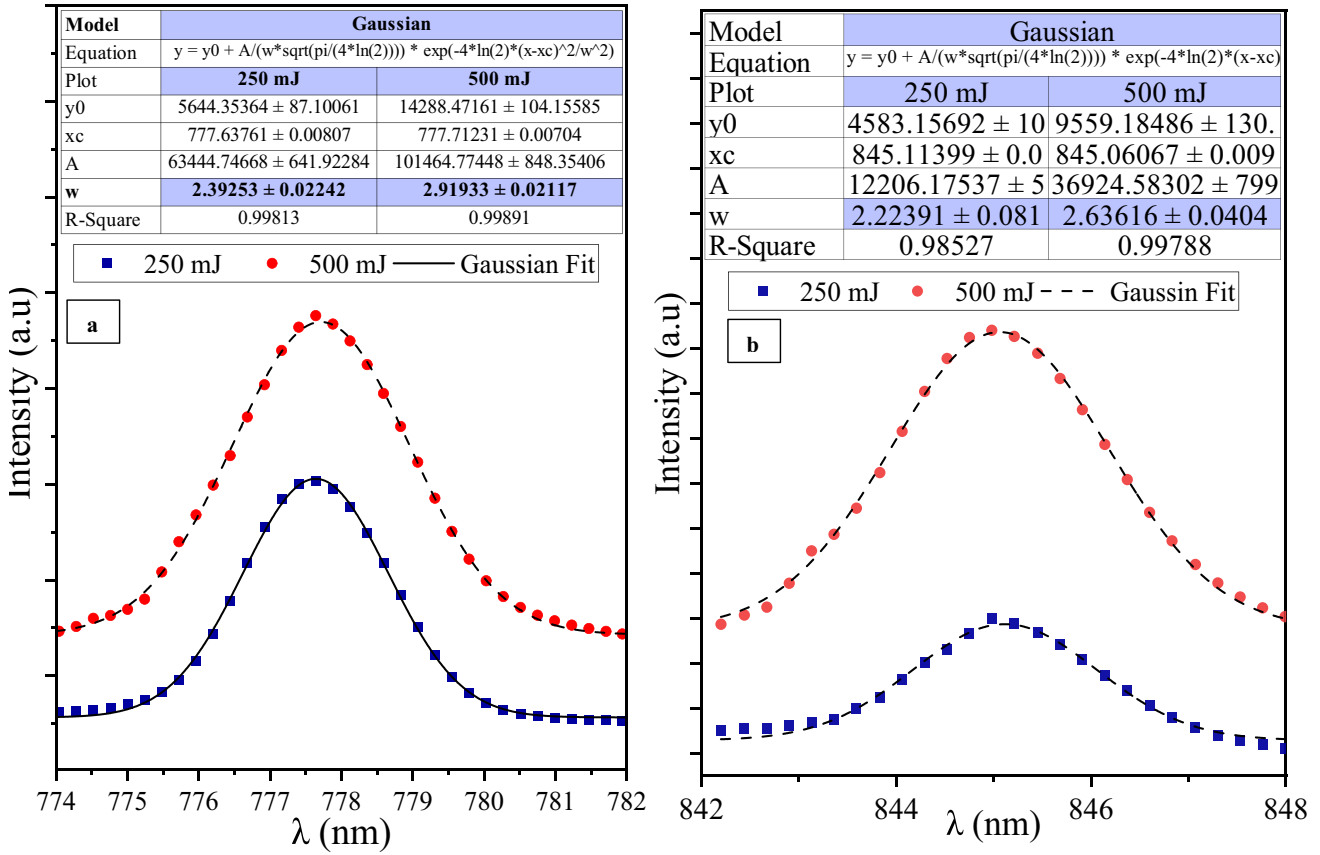 Model Gaussian
Equation y = y0 + A/(w*sqrt(pi/(4*ln(2)))) * exp(-4*ln(2)*(x-xc)^2/w^2)
Plot 250 mJ 500 mJ
y0 5644.35364 ± 87.10061 14288.47161 ± 104.15585
xc 777.63761 ± 0.00807 777.71231 ± 0.00704
A 63444.74668 ± 641.92284 101464.77448 ± 848.35406
w 2.39253 ± 0.02242 2.91933 ± 0.02117
R-Square 0.99813 0.99891
250 mJ 500 mJ Gaussian Fit
a
Intensity (a.u)
774 775 776 777 778 779 780 781 782
λ (nm)
Model Gaussian
Equation y = y0 + A/(w*sqrt(pi/(4*ln(2)))) * exp(-4*ln(2)*(x-xc)
Plot 250 mJ 500 mJ
y0 4583.15692 ± 10 9559.18486 ± 130.
xc 845.11399 ± 0.0 845.06067 ± 0.009
A 12206.17537 ± 5 36924.58302 ± 799
w 2.22391 ± 0.081 2.63616 ± 0.0404
R-Square 0.98527 0.99788
250 mJ 500 mJ Gaussin Fit
b
Intensity (a.u)
842 844 846 848
λ (nm)